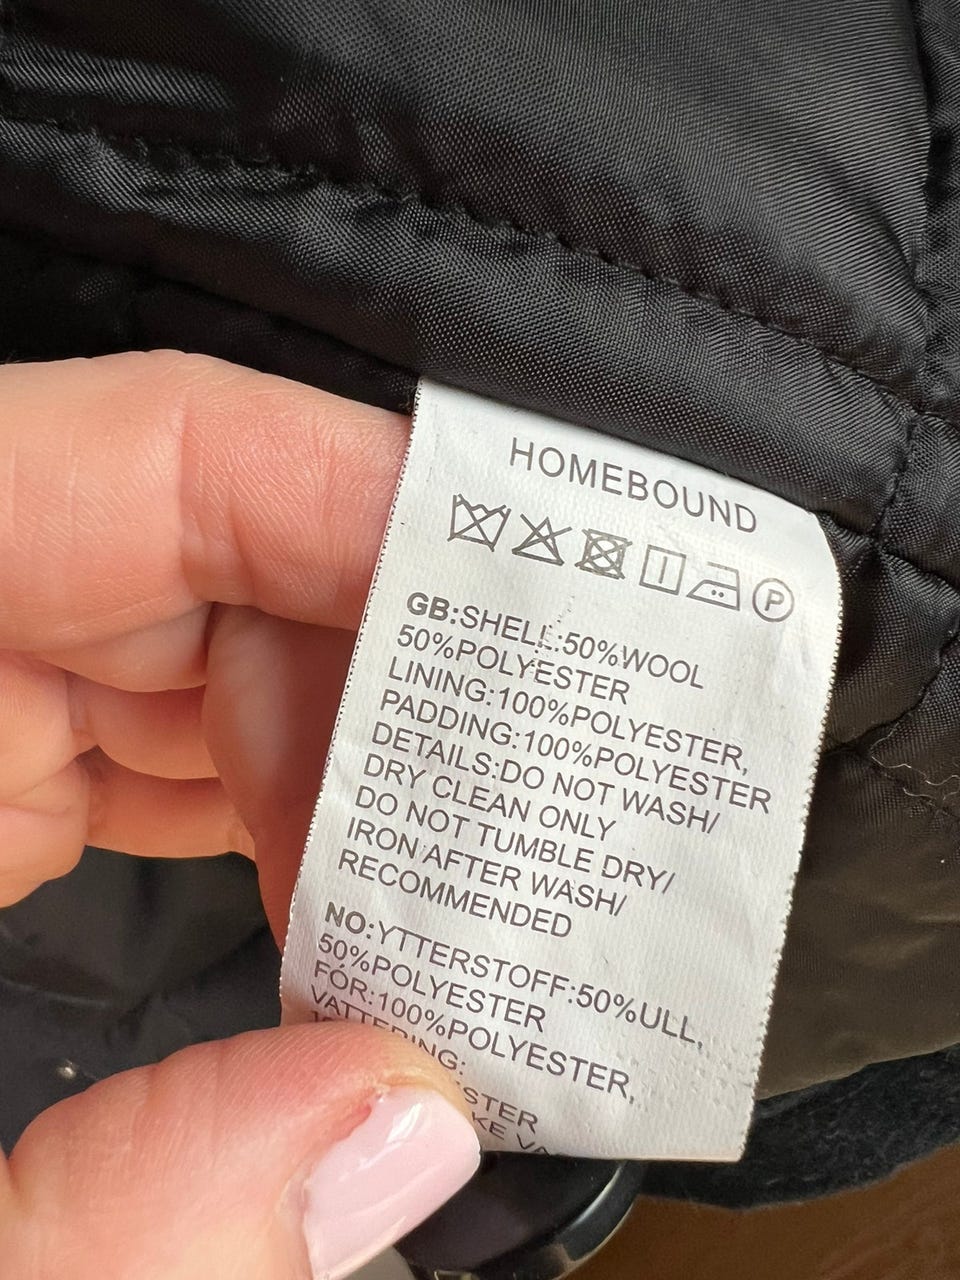 HOMEBOUND
P
GB:SHELL:50%WOOL
50%POLYESTER
LINING:100%POLYESTER,
PADDING:100%POLYESTER
DETAILS:DO NOT WASH/
DRY CLEAN ONLY
DO NOT TUMBLE DRY/
IRON AFTER WASH/
RECOMMENDED
NO:YTTERSTOFF:50%ULL,
50%POLYESTER
FÓR:100%POLYESTER,
VATTERING: